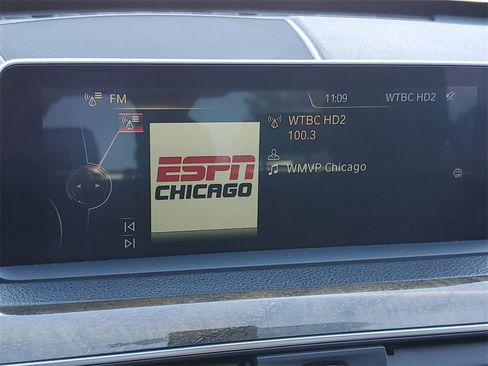 FM
11:09
WTBC HD2
WTBC HD2
100.3
WMVP Chicago
ESPN
CHICAGO